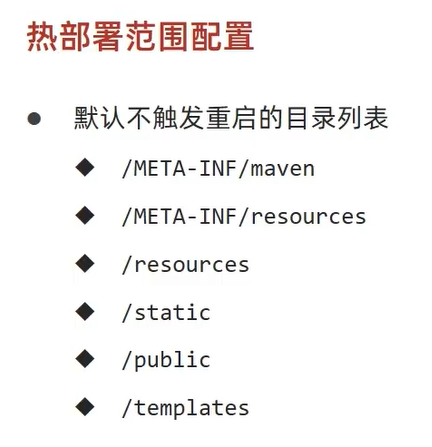 热部署范围配置
● 默认不触发重启的目录列表
◆ /META-INF/maven
◆ /META-INF/resources
◆ /resources
◆ /static
◆ /public
◆ /templates